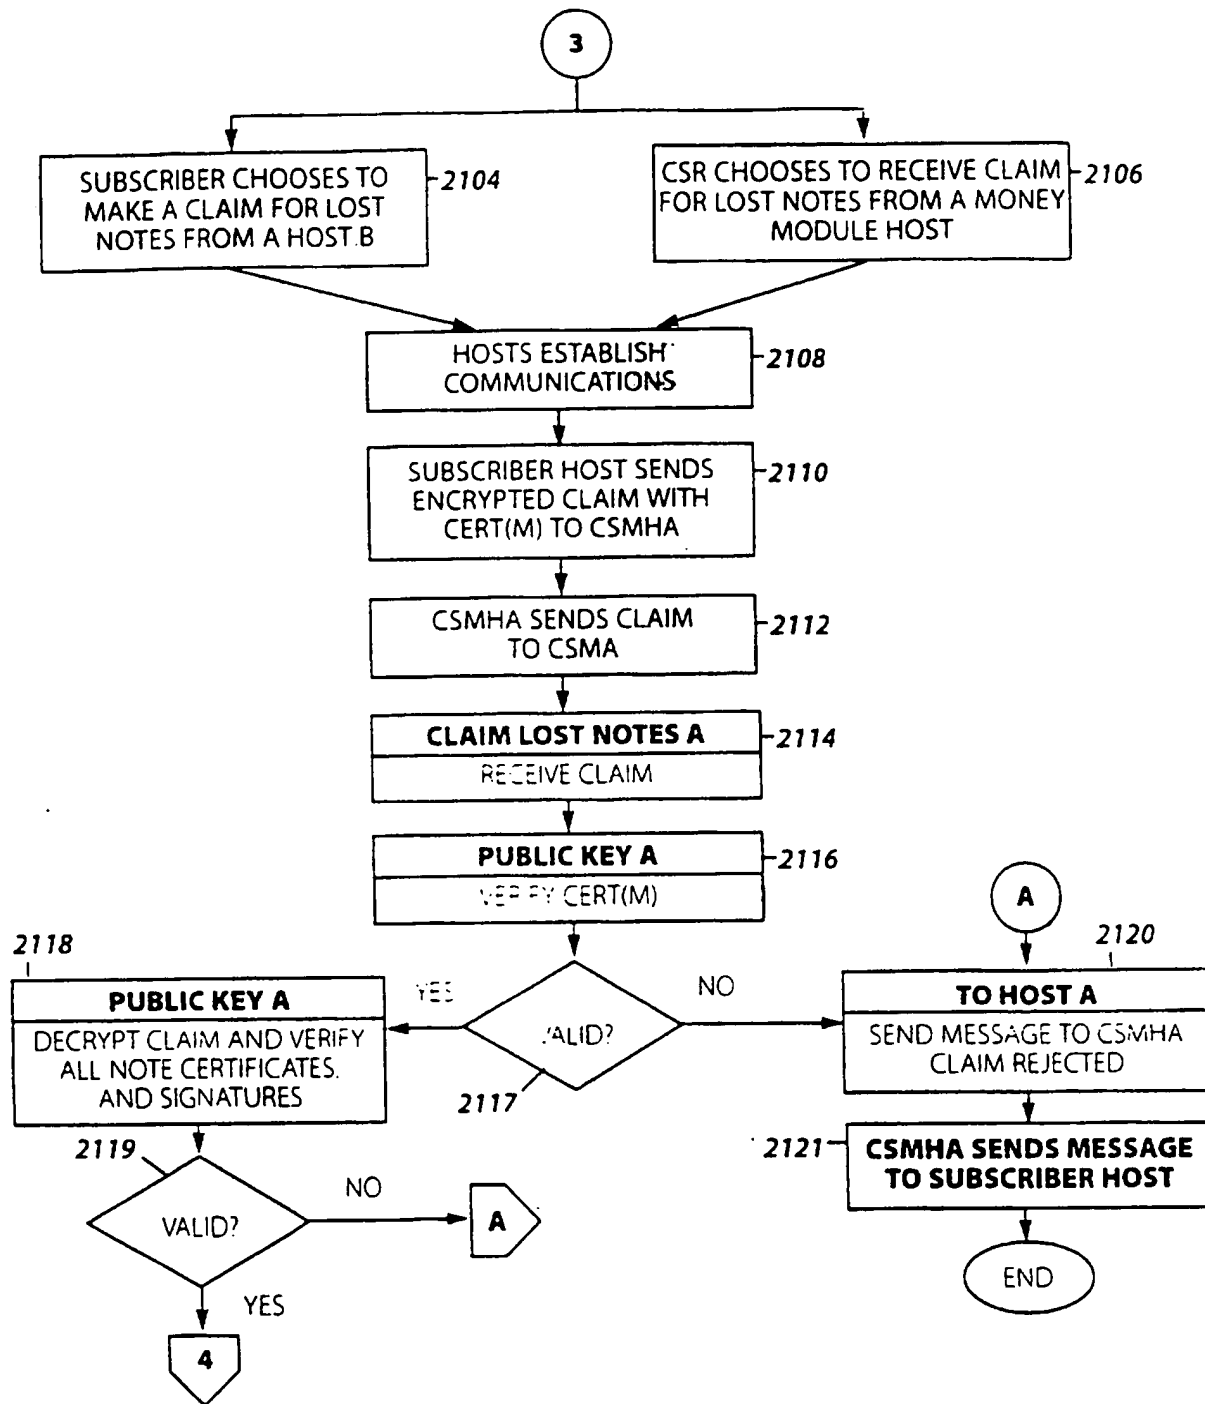 3
SUBSCRIBER CHOOSES TO
MAKE A CLAIM FOR LOST
NOTES FROM A HOST B
2104
CSR CHOOSES TO RECEIVE CLAIM
FOR LOST NOTES FROM A MONEY
MODULE HOST
2106
HOSTS ESTABLISH
COMMUNICATIONS
2108
SUBSCRIBER HOST SENDS
ENCRYPTED CLAIM WITH
CERT(M) TO CSMHA
2110
CSMHA SENDS CLAIM
TO CSMA
2112
CLAIM LOST NOTES A
RECEIVE CLAIM
2114
PUBLIC KEY A
VERIFY CERT(M)
2116
VALID?
2117
YES
NO
2118
PUBLIC KEY A
DECRYPT CLAIM AND VERIFY
ALL NOTE CERTIFICATES.
AND SIGNATURES
2119
VALID?
NO
A
YES
4
A
2120
TO HOST A
SEND MESSAGE TO CSMHA
CLAIM REJECTED
2121
CSMHA SENDS MESSAGE
TO SUBSCRIBER HOST
END